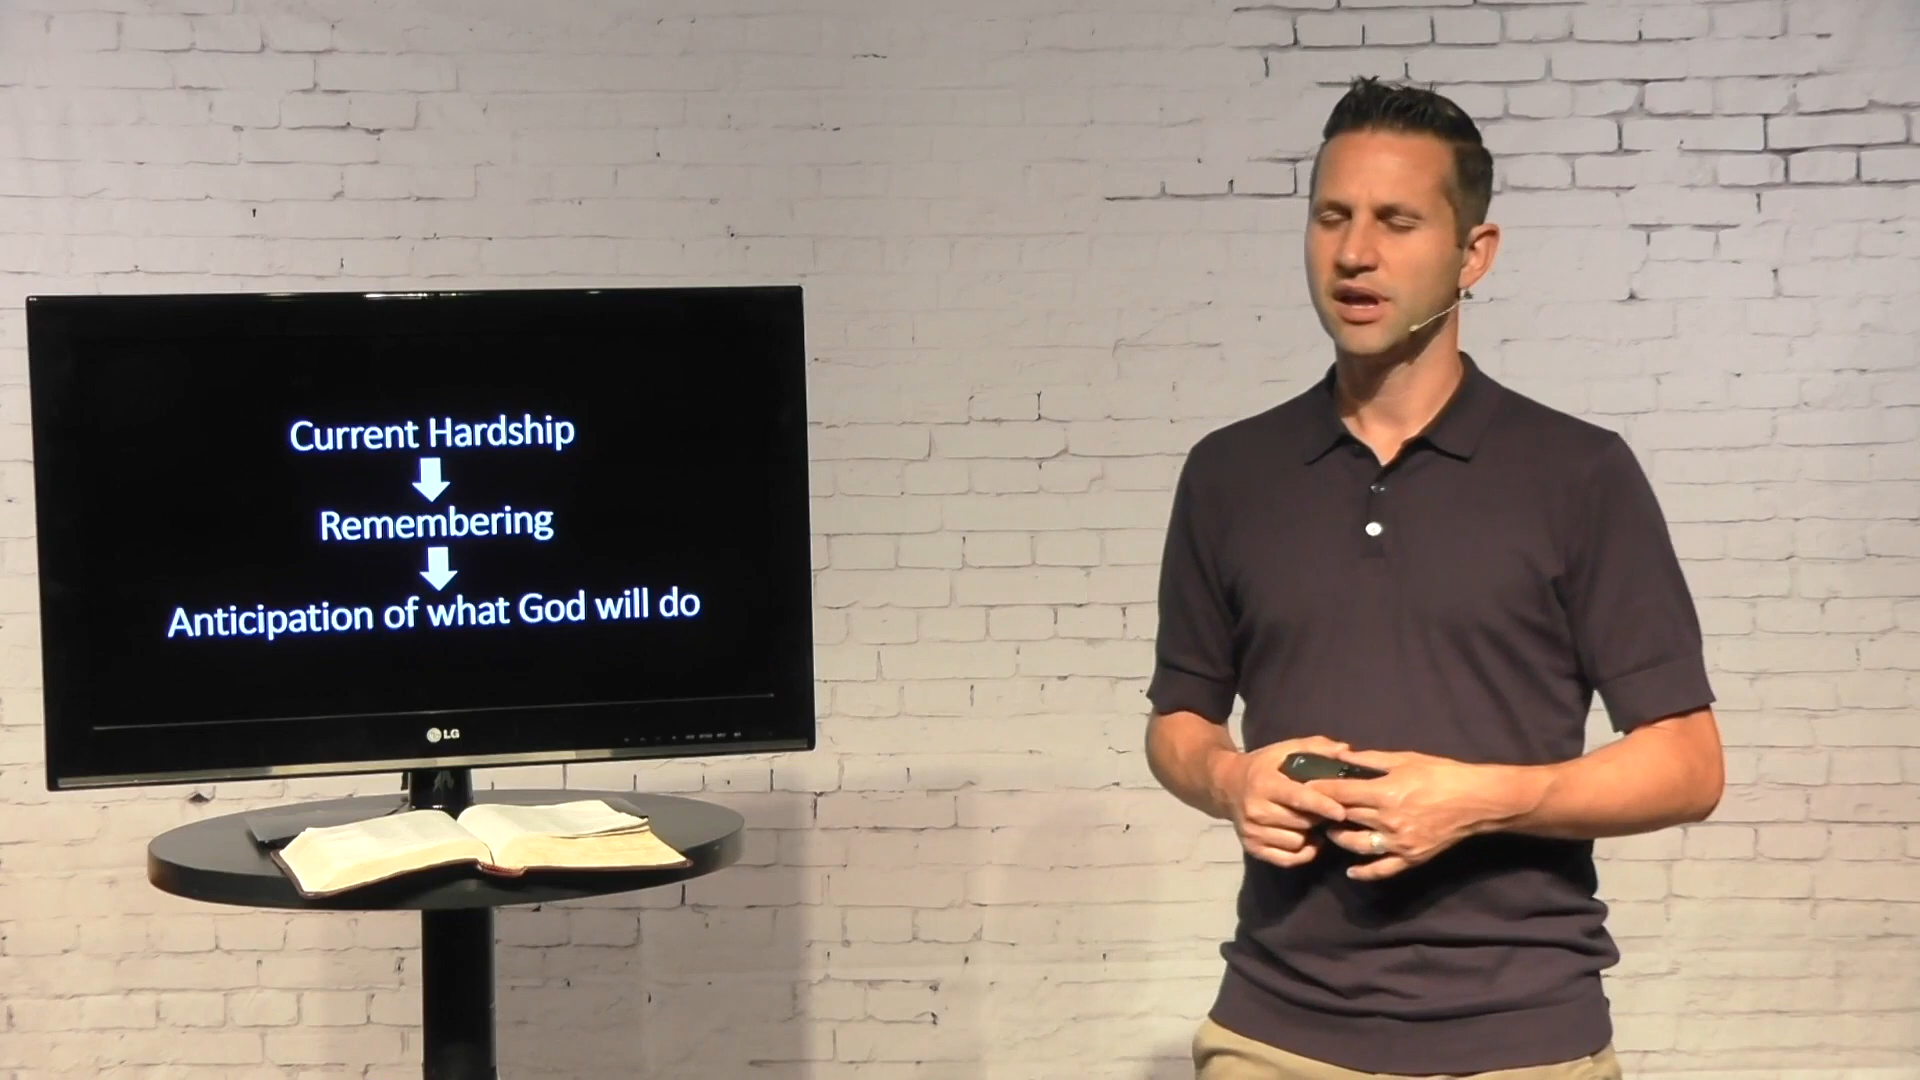 Current Hardship
Remembering
Anticipation of what God will do
LG